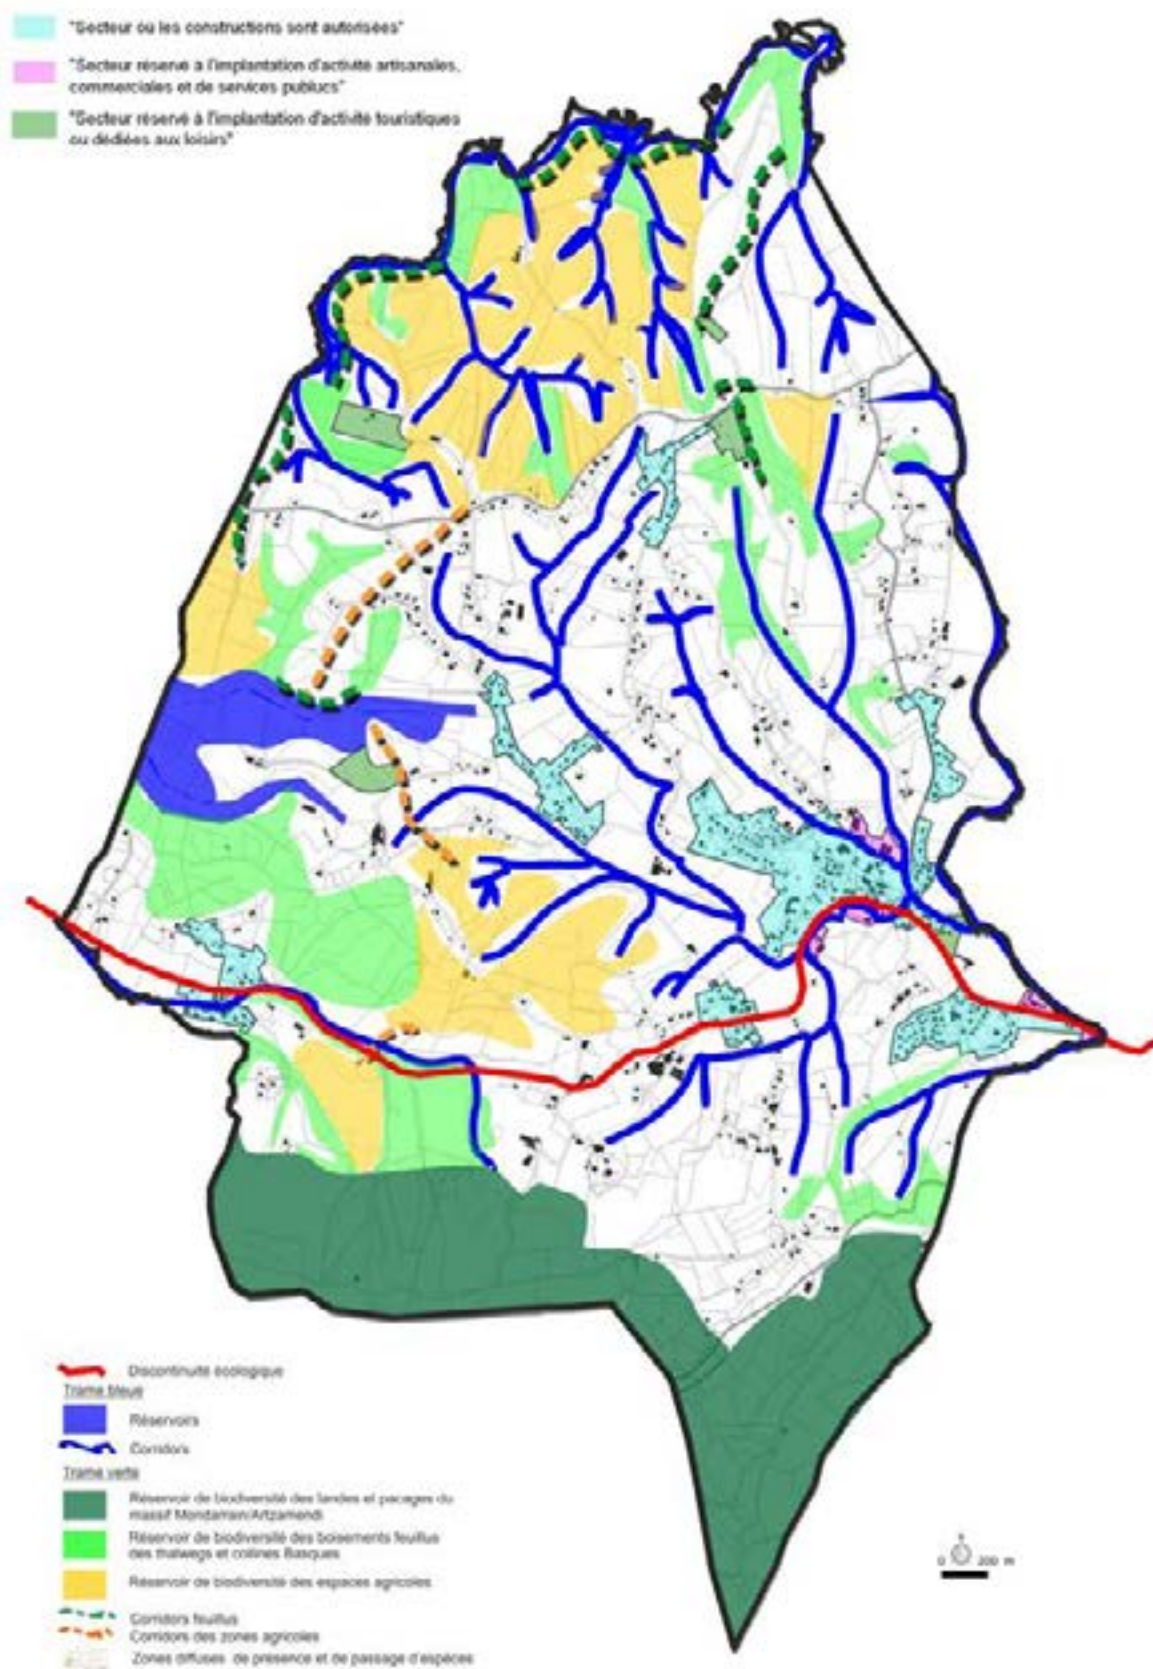 "Secteur ou les constructions sont autorisées"
"Secteur réservé à l'implantation d'activité artisanales,
commerciales et de services publucs"
"Secteur réservé à l'implantation d'activité touristiques
ou dédiées aux loisirs"
Discontinuité écologique
Trame bleue
Réservoirs
Corridors
Trame verte
Réservoir de biodiversité des landes et pacages du
massif Mondarrain/Artzamendi
Réservoir de biodiversité des boisements feuillus
des thalwegs et collines Basques
Réservoir de biodiversité des espaces agricoles
Corridors feuillus
Corridors des zones agricoles
Zones diffuses de présence et de passage d'espèces
0 200 m